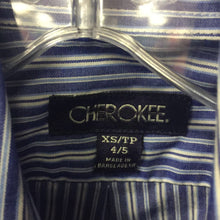 CHEROKEE.
XS/TP
4/5
MADE IN
BANGLADESH